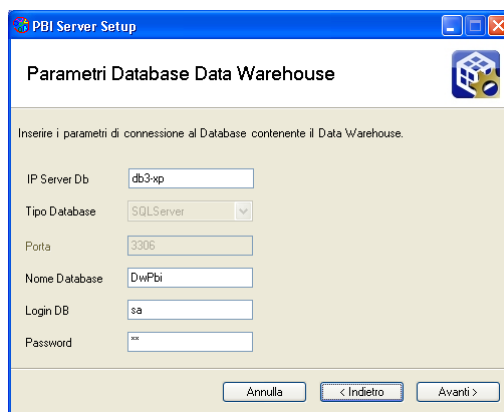 PBI Server Setup
Parametri Database Data Warehouse
Inserire i parametri di connessione al Database contenente il Data Warehouse.
IP Server Db db3-xp
Tipo Database SQLServer
Porta 3306
Nome Database DwPbi
Login DB sa
Password **
Annulla < Indietro Avanti >